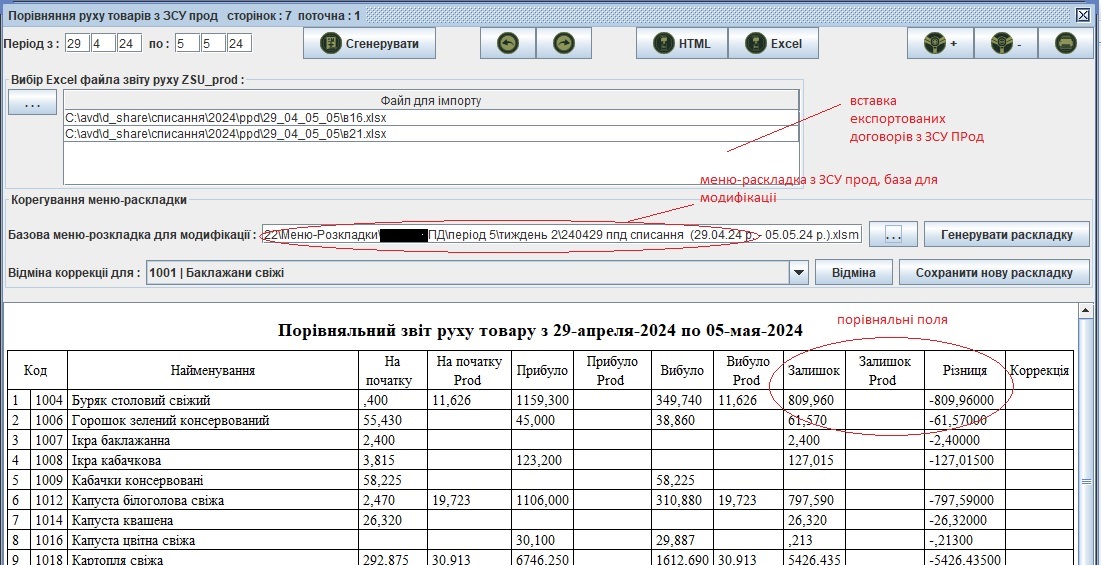 Порівняння руху товарів з ЗСУ прод сторінок : 7 поточна : 1
Період з : 29 4 24 по : 5 5 24 Сгенерувати HTML Excel + -
Вибір Excel файла звіту руху ZSU_prod :
...
Файл для імпорту
C:\avd\d_share\списання\2024\ppd\29_04_05_05\в16.xlsx
C:\avd\d_share\списання\2024\ppd\29_04_05_05\в21.xlsx
вставка
експортованих
договорів з ЗСУ ПРод
меню-раскладка з ЗСУ прод, база для
модифікації
Корегування меню-раскладки
Базова меню-розкладка для модифікації : 22\Меню-Розкладки\ ПД\період 5\тиждень 2\240429 ппд списання (29.04.24 р. - 05.05.24 р.).xlsm ... Генерувати раскладку
Відміна коррекції для : 1001 | Баклажани свіжі Відміна Сохранити нову раскладку
порівняльні поля
Порівняльний звіт руху товару з 29-апреля-2024 по 05-мая-2024
Код Найменування На початку На початку Prod Прибуло Прибуло Prod Вибуло Вибуло Prod Залишок Залишок Prod Різниця Коррекція
1 1004 Буряк столовий свіжий ,400 11,626 1159,300 349,740 11,626 809,960 -809,96000
2 1006 Горошок зелений консервований 55,430 45,000 38,860 61,570 -61,57000
3 1007 Ікра баклажанна 2,400 2,400 -2,40000
4 1008 Ікра кабачкова 3,815 123,200 127,015 -127,01500
5 1009 Кабачки консервовані 58,225 58,225
6 1012 Капуста білоголова свіжа 2,470 19,723 1106,000 310,880 19,723 797,590 -797,59000
7 1014 Капуста квашена 26,320 26,320 -26,32000
8 1016 Капуста цвітна свіжа 30,100 29,887 ,213 -,21300
9 1018 Картопля свіжа 292,875 30,913 6746,250 1612,690 30,913 5426,435 -5426,43500